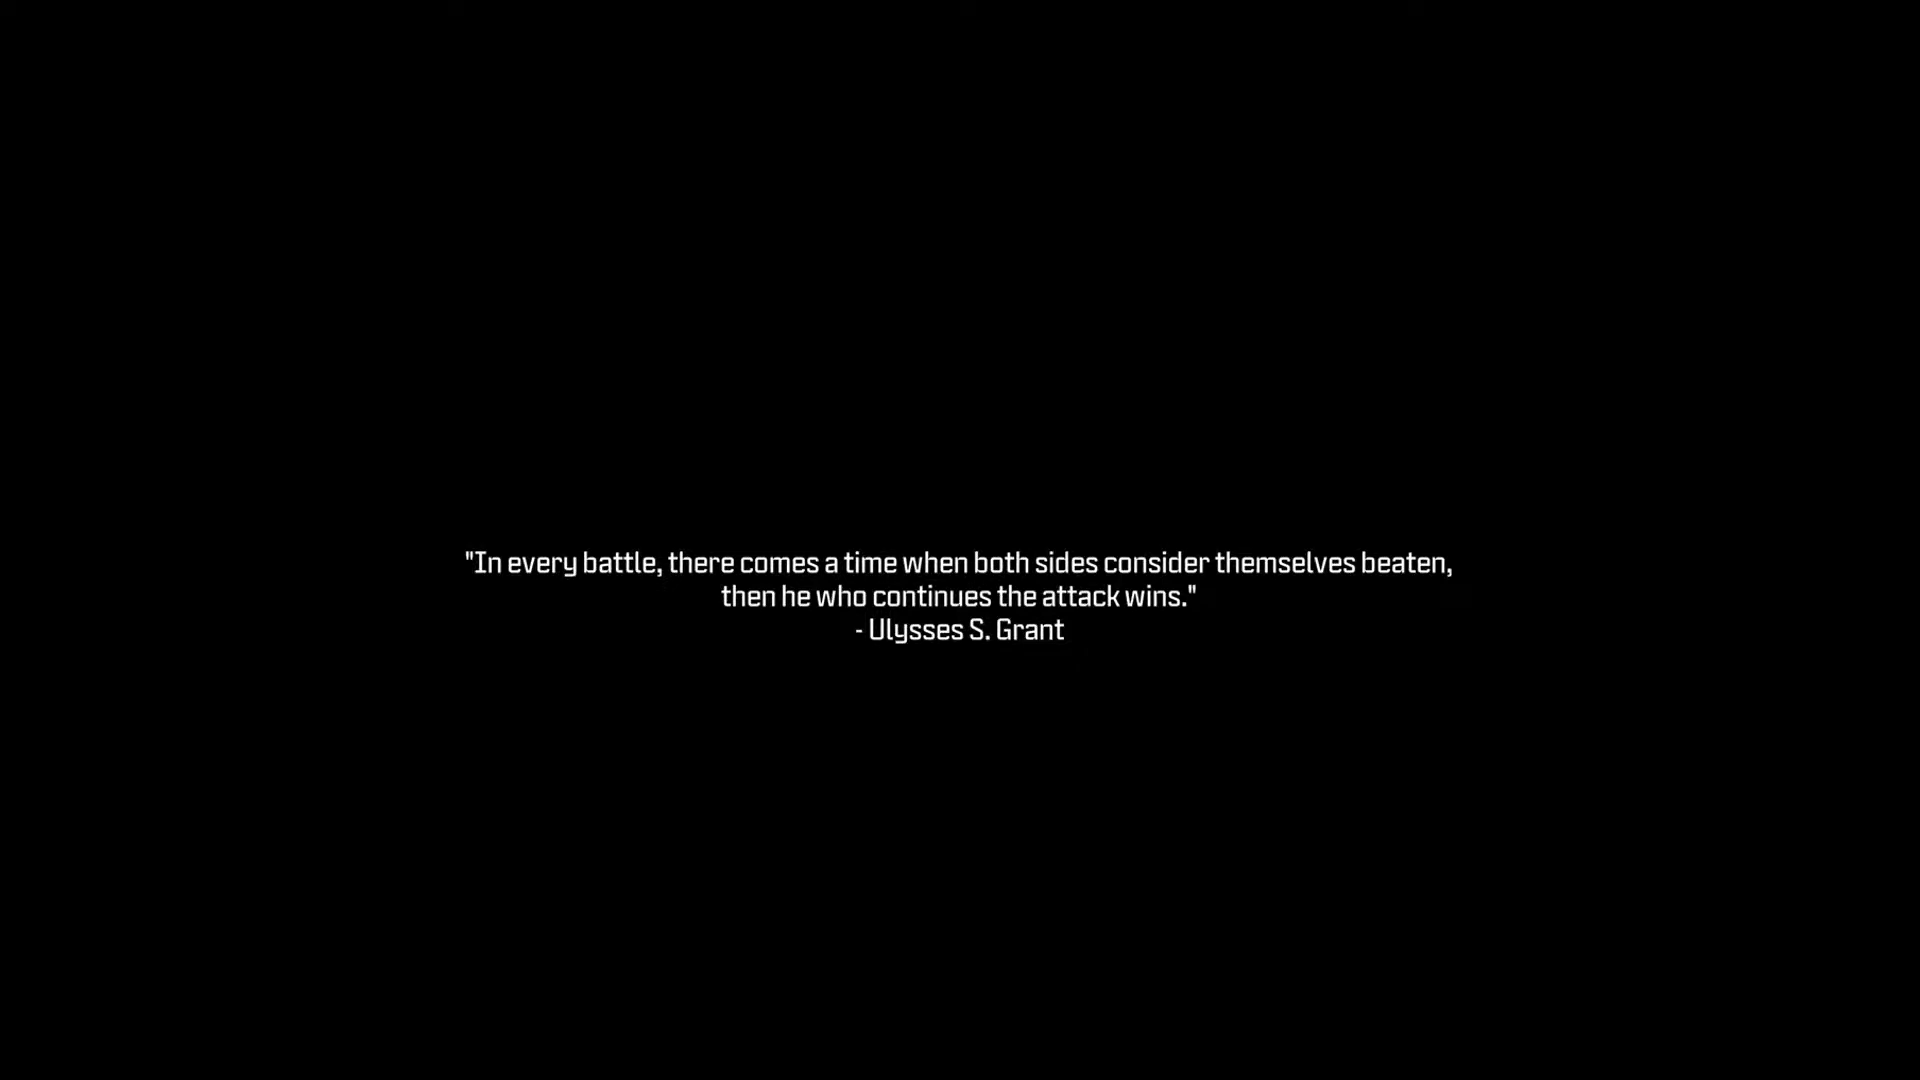 "In every battle, there comes a time when both sides consider themselves beaten,
then he who continues the attack wins."
- Ulysses S. Grant